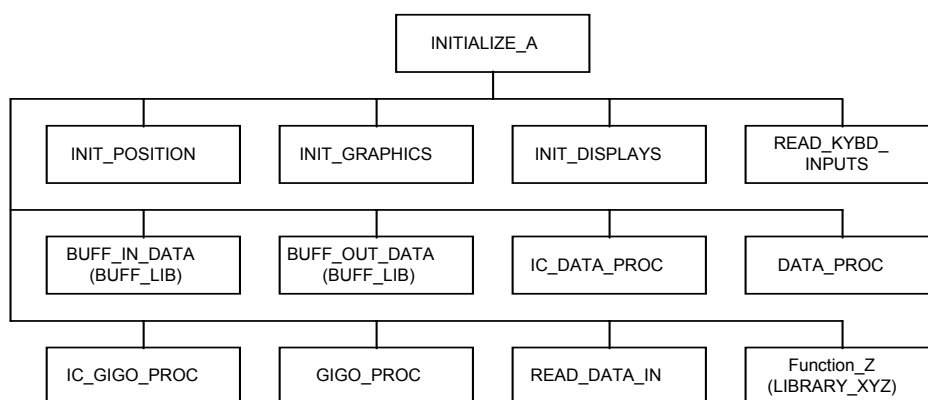 INITIALIZE_A
INIT_POSITION
INIT_GRAPHICS
INIT_DISPLAYS
READ_KYBD_
INPUTS
BUFF_IN_DATA
(BUFF_LIB)
BUFF_OUT_DATA
(BUFF_LIB)
IC_DATA_PROC
DATA_PROC
IC_GIGO_PROC
GIGO_PROC
READ_DATA_IN
Function_Z
(LIBRARY_XYZ)